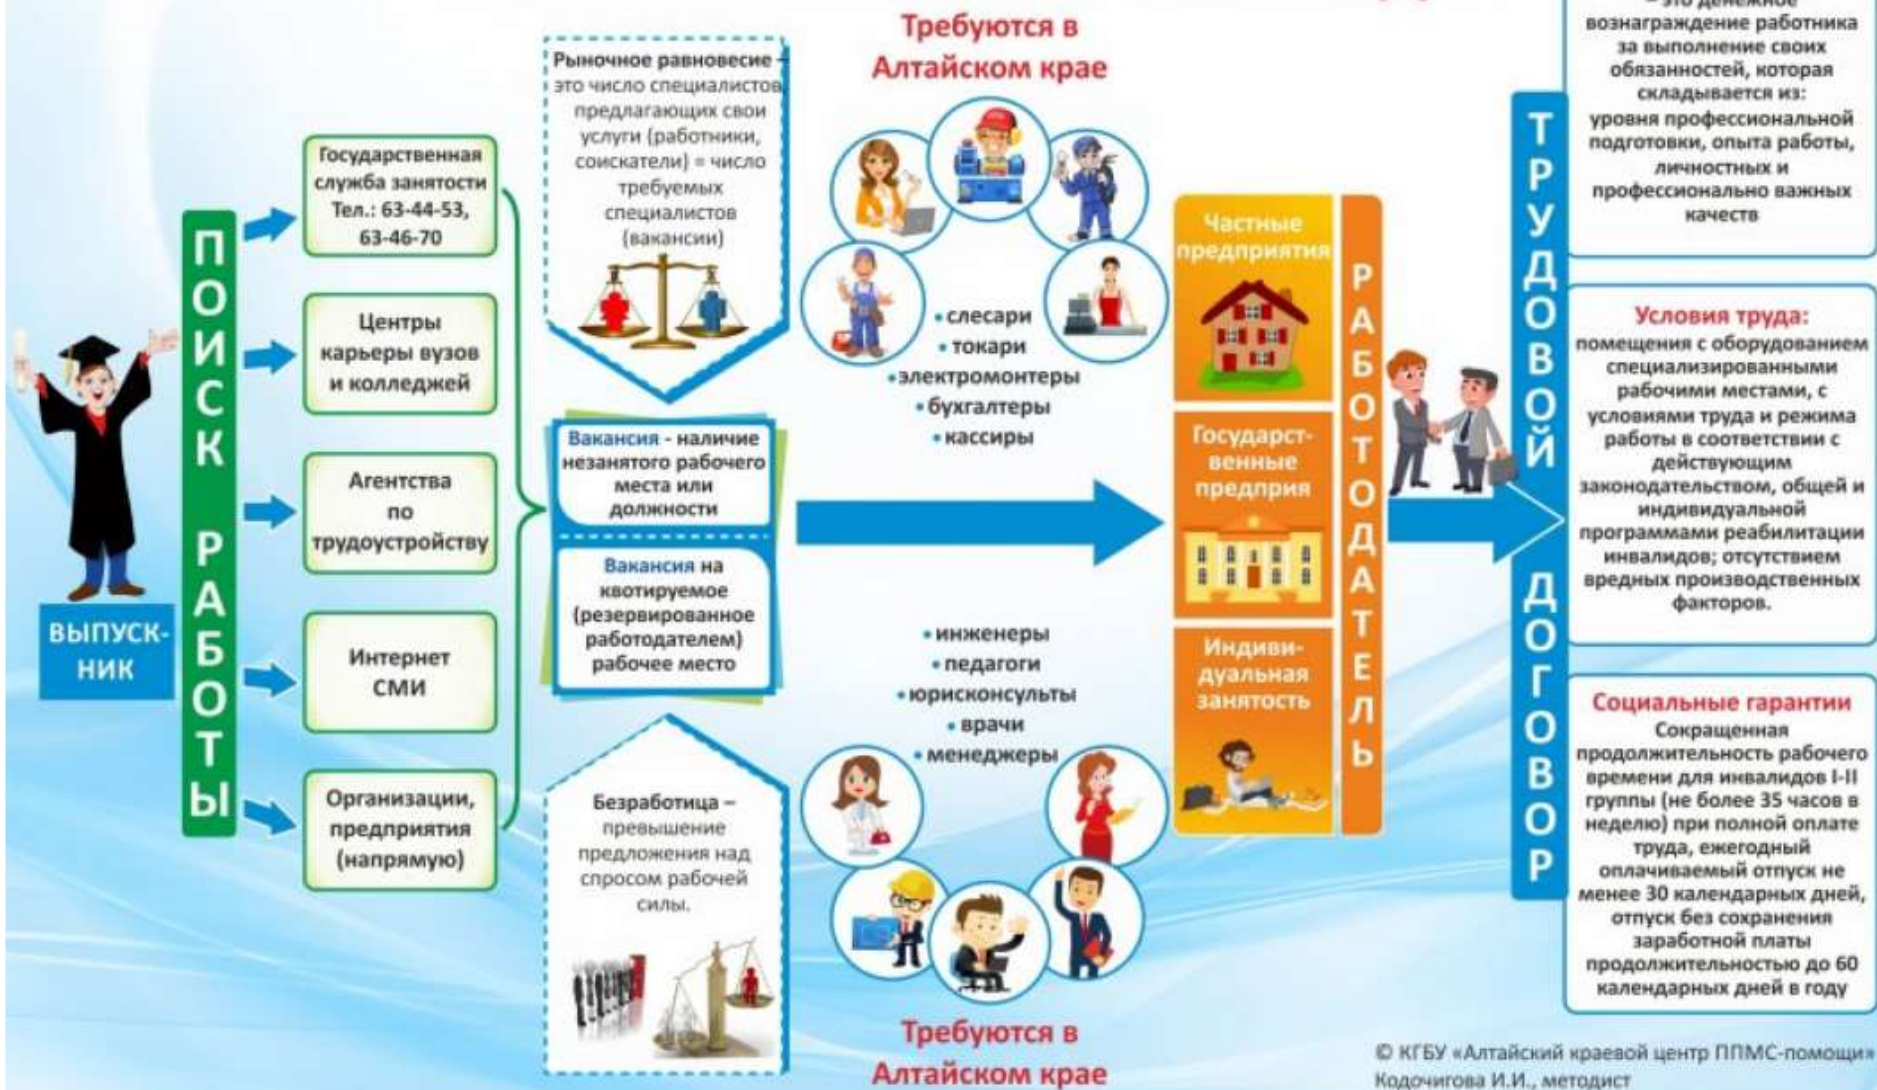 Требуются в
Алтайском крае
Рыночное равновесие -
это число специалистов,
предлагающих свои
услуги (работники,
соискатели) = число
требуемых
специалистов
(вакансии)
Государственная
служба занятости
Тел.: 63-44-53,
63-46-70
Центры
карьеры вузов
и колледжей
Агентства
по
трудоустройству
Интернет
СМИ
Организации,
предприятия
(напрямую)
ПОИСК РАБОТЫ
ВЫПУСК-
НИК
Вакансия - наличие
незанятого рабочего
места или
должности
Вакансия на
квотируемое
(резервированное
работодателем)
рабочее место
Безработица –
превышение
предложения над
спросом рабочей
силы.
• слесари
• токари
• электромонтеры
• бухгалтеры
• кассиры
• инженеры
• педагоги
• юрисконсульты
• врачи
• менеджеры
Требуются в
Алтайском крае
Частные
предприятия
Государст-
венные
предприя
Индиви-
дуальная
занятость
РАБОТОДАТЕЛЬ
ТРУДОВОЙ ДОГОВОР
– это денежное
вознаграждение работника
за выполнение своих
обязанностей, которая
складывается из:
уровня профессиональной
подготовки, опыта работы,
личностных и
профессионально важных
качеств
Условия труда:
помещения с оборудованием
специализированными
рабочими местами, с
условиями труда и режима
работы в соответствии с
действующим
законодательством, общей и
индивидуальной
программами реабилитации
инвалидов; отсутствием
вредных производственных
факторов.
Социальные гарантии
Сокращенная
продолжительность рабочего
времени для инвалидов I-II
группы (не более 35 часов в
неделю) при полной оплате
труда, ежегодный
оплачиваемый отпуск не
менее 30 календарных дней,
отпуск без сохранения
заработной платы
продолжительностью до 60
календарных дней в году
© КГБУ «Алтайский краевой центр ППМС-помощи»
Кодочигова И.И., методист